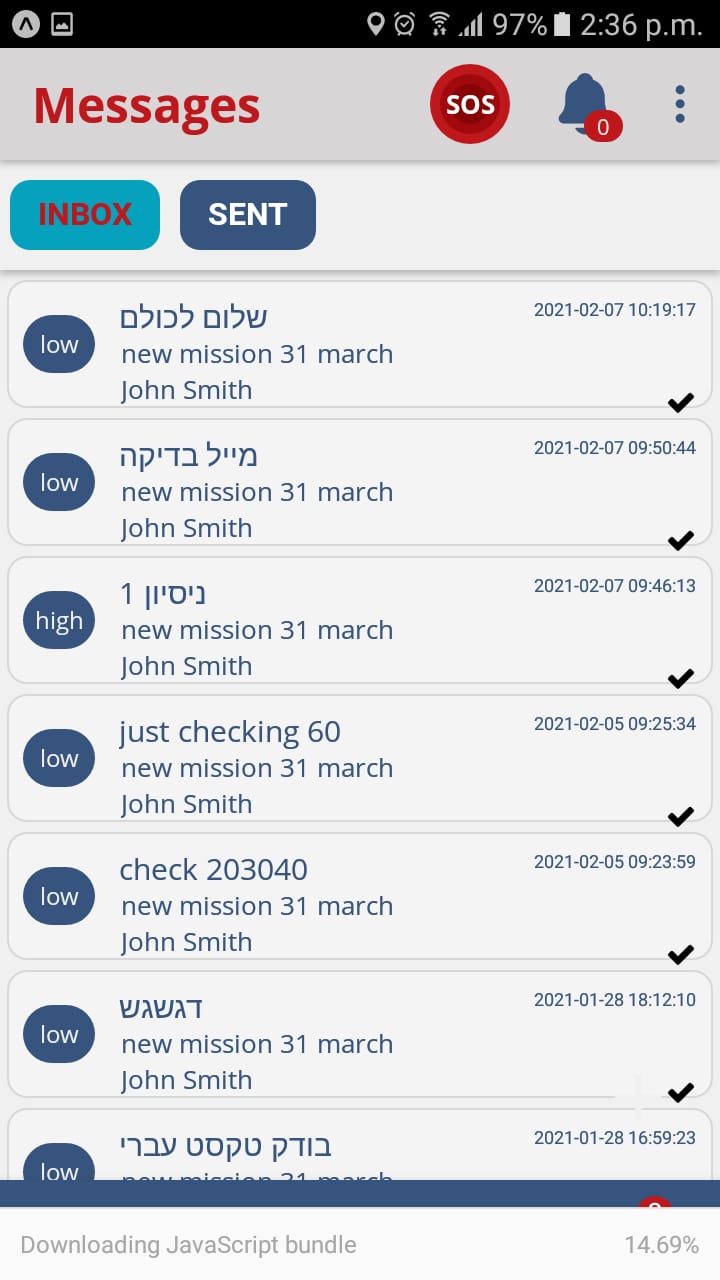 97% 2:36 p.m.
Messages
SOS
0
INBOX
SENT
שלום לכולם
2021-02-07 10:19:17
low
new mission 31 march
John Smith
מייל בדיקה
2021-02-07 09:50:44
low
new mission 31 march
John Smith
ניסיון 1
2021-02-07 09:46:13
high
new mission 31 march
John Smith
just checking 60
2021-02-05 09:25:34
low
new mission 31 march
John Smith
check 203040
2021-02-05 09:23:59
low
new mission 31 march
John Smith
דגשגש
2021-01-28 18:12:10
low
new mission 31 march
John Smith
בודק טקסט עברי
2021-01-28 16:59:23
low
new mission 31 march
Downloading JavaScript bundle
14.69%